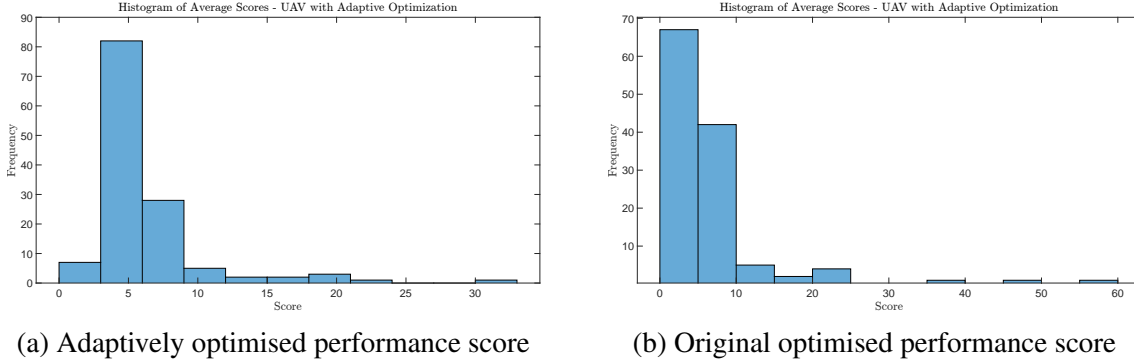 Histogram of Average Scores - UAV with Adaptive Optimization
90
80
70
60
50
40
30
20
10
0
Frequency
0 5 10 15 20 25 30
Score
(a) Adaptively optimised performance score
Histogram of Average Scores - UAV with Adaptive Optimization
70
60
50
40
30
20
10
Frequency
0 10 20 30 40 50 60
Score
(b) Original optimised performance score